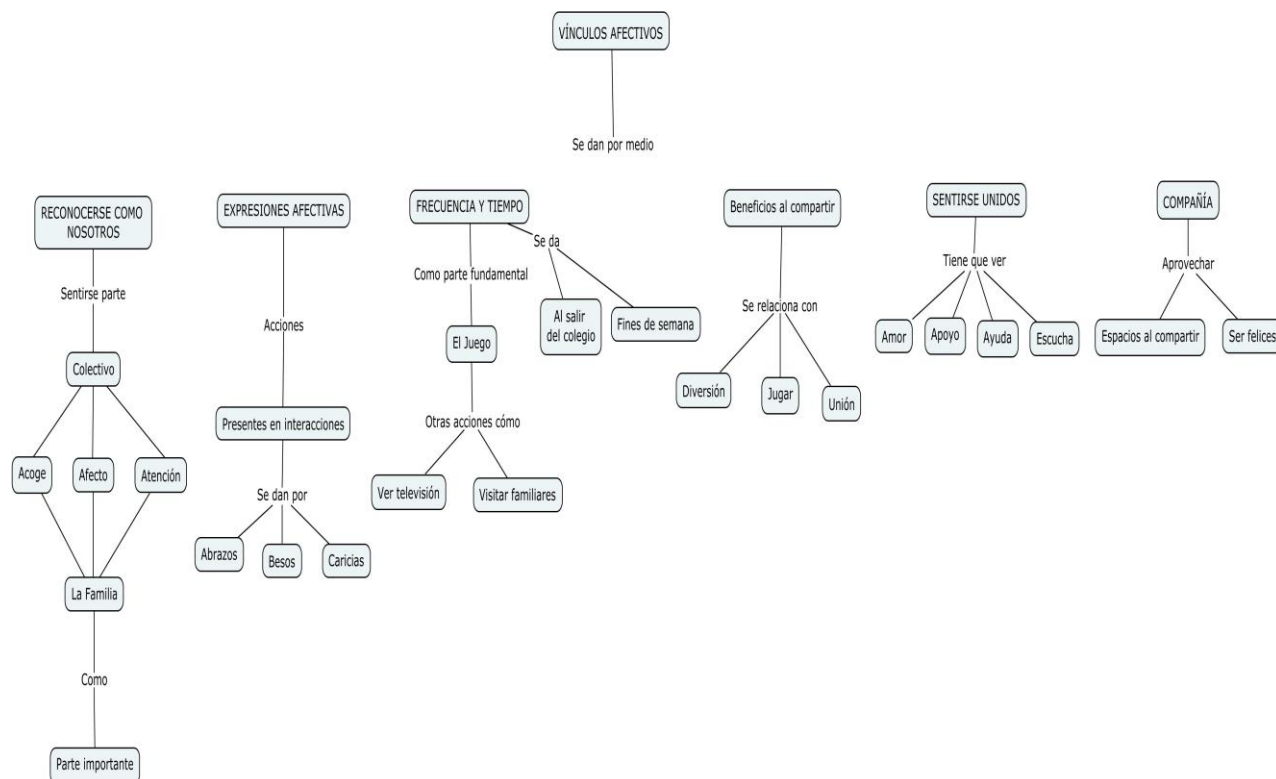 VÍNCULOS AFECTIVOS
Se dan por medio
RECONOCERSE COMO
NOSOTROS
Sentirse parte
Colectivo
Acoge
Afecto
Atención
La Familia
Como
Parte importante
EXPRESIONES AFECTIVAS
Acciones
Presentes en interacciones
Se dan por
Abrazos
Besos
Caricias
FRECUENCIA Y TIEMPO
Como parte fundamental
Se da
El Juego
Al salir
del colegio
Fines de semana
Otras acciones cómo
Ver televisión
Visitar familiares
Beneficios al compartir
Se relaciona con
Diversión
Jugar
Unión
SENTIRSE UNIDOS
Tiene que ver
Amor
Apoyo
Ayuda
Escucha
COMPAÑÍA
Aprovechar
Espacios al compartir
Ser felices